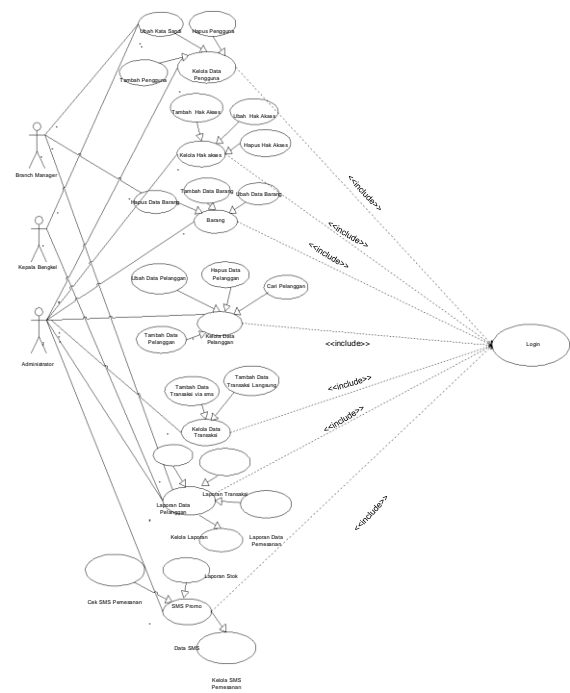 Ubah Kata Sandi
Hapus Pengguna
Tambah Pengguna
Kelola Data
Pengguna
Tambah Hak Akses
Ubah Hak Akses
Hapus Hak Akses
Kelola Hak akses
Branch Manager
Tambah Data Barang
Ubah Data Barang
Hapus Data Barang
Barang
Kepala Bengkel
Ubah Data Pelanggan
Hapus Data
Pelanggan
Cari Pelanggan
Tambah Data
Pelanggan
Kelola Data
Pelanggan
Administrator
Tambah Data
Transaksi via sms
Tambah Data
Transaksi Langsung
Kelola Data
Transaksi
Laporan Transaksi
Laporan Data
Pelanggan
Kelola Laporan
Laporan Data
Pemesanan
Laporan Stok
Cek SMS Pemesanan
SMS Promo
Data SMS
Kelola SMS
Pemesanan
<<include>>
<<include>>
<<include>>
<<include>>
<<include>>
<<include>>
<<include>>
Login